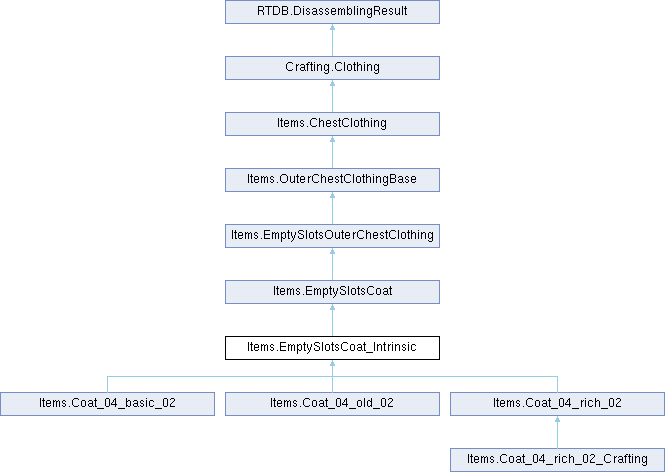 RTDB.DisassemblingResult
Crafting.Clothing
Items.ChestClothing
Items.OuterChestClothingBase
Items.EmptySlotsOuterChestClothing
Items.EmptySlotsCoat
Items.EmptySlotsCoat_Intrinsic
Items.Coat_04_basic_02
Items.Coat_04_old_02
Items.Coat_04_rich_02
Items.Coat_04_rich_02_Crafting